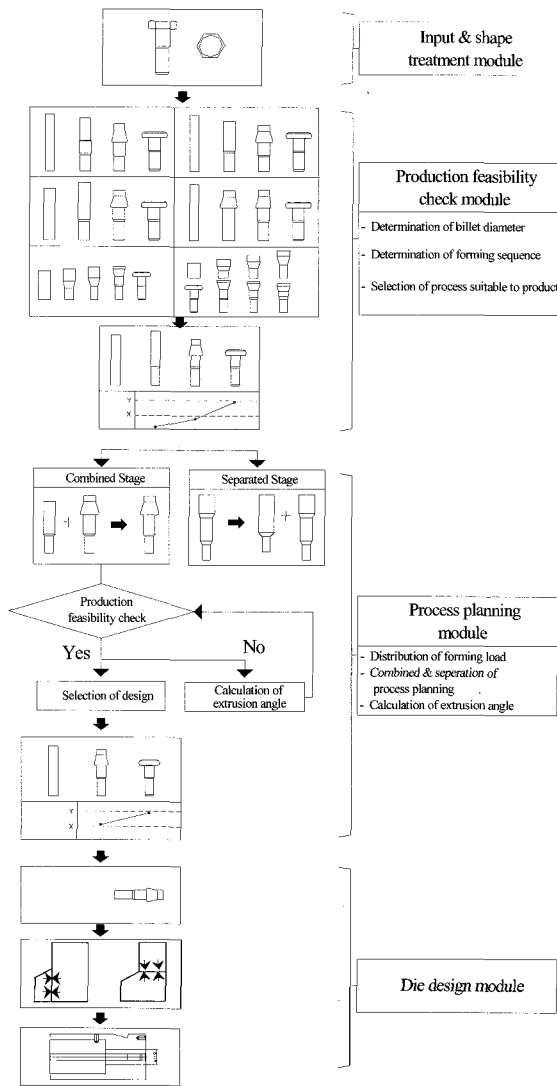 Input & shape
treatment module
Production feasibility
check module
- Determination of billet diameter
- Determination of forming sequence
- Selection of process suitable to product
Y
X
Combined Stage
Separated Stage
Production
feasibility check
Yes
No
Selection of design
Calculation of
extrusion angle
Process planning
module
- Distribution of forming load
- Combined & seperation of
process planning
- Calculation of extrusion angle
Y
X
Die design module